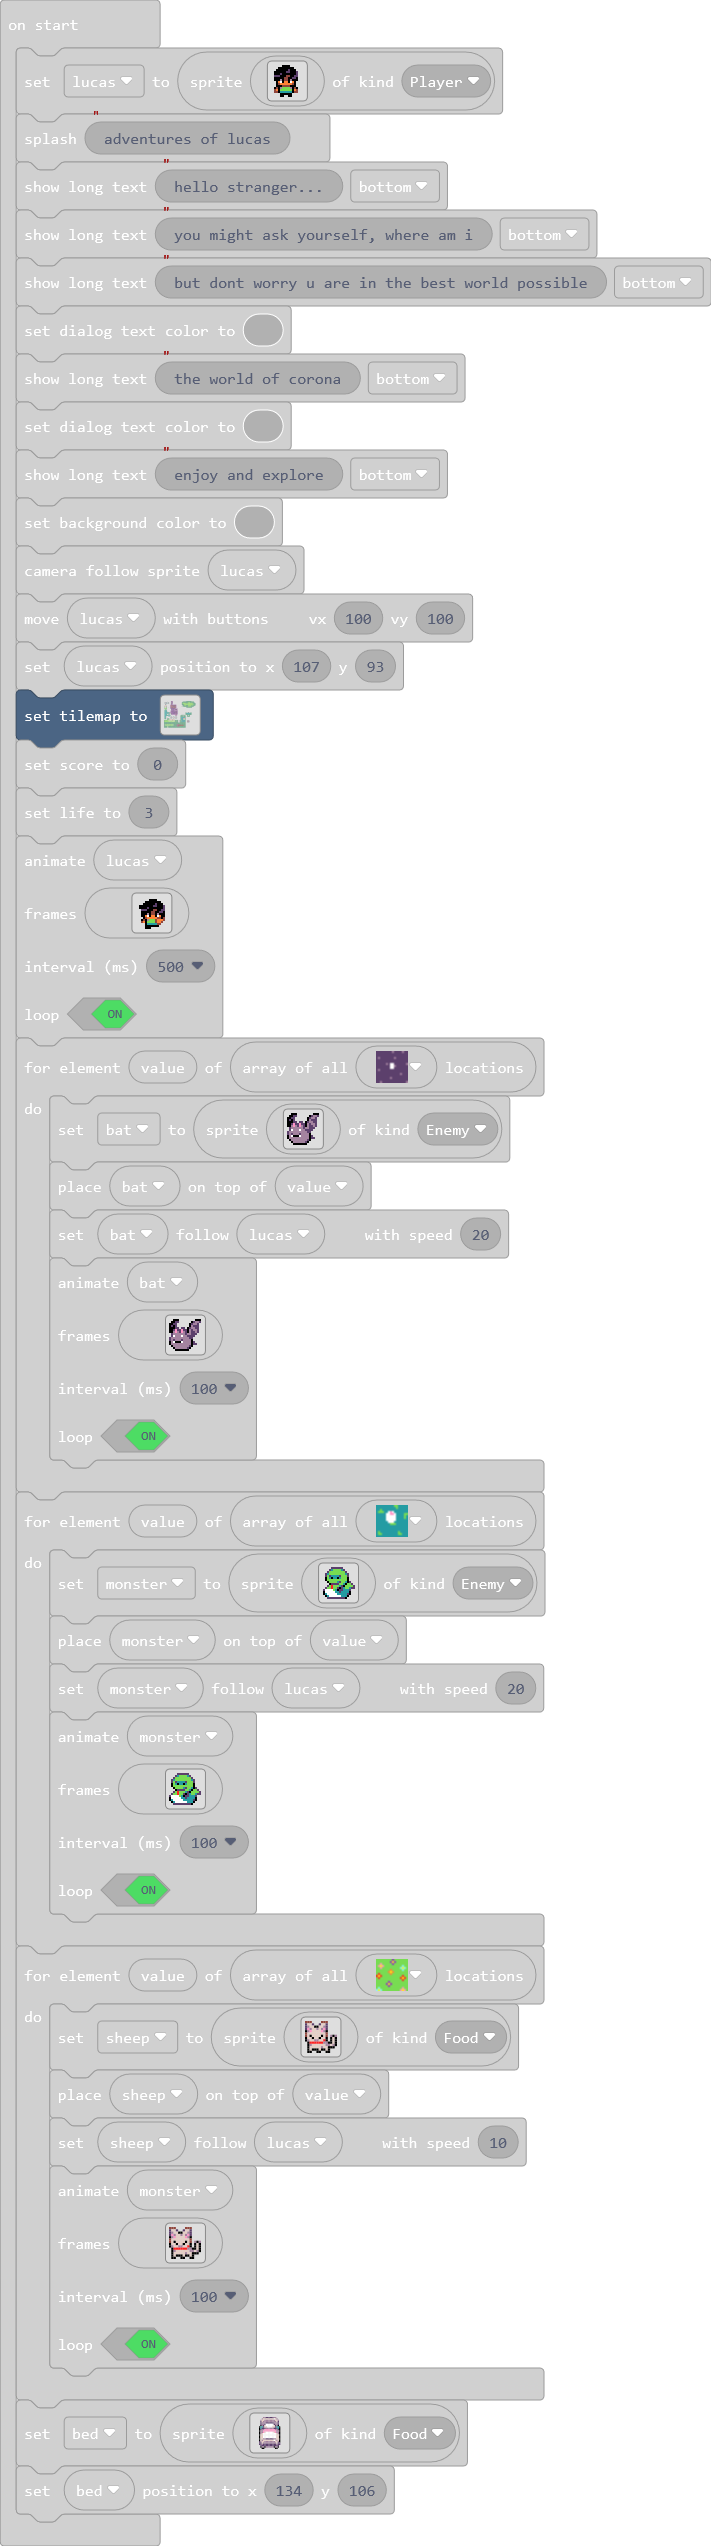 on start
set lucas to sprite of kind Player
splash " adventures of lucas
show long text " hello stranger... bottom
show long text " you might ask yourself, where am i bottom
show long text " but dont worry u are in the best world possible bottom
set dialog text color to
show long text " the world of corona bottom
set dialog text color to
show long text " enjoy and explore bottom
set background color to
camera follow sprite lucas
move lucas with buttons vx 100 vy 100
set lucas position to x 107 y 93
set tilemap to
set score to 0
set life to 3
animate lucas
frames
interval (ms) 500
loop ON
for element value of array of all locations
do
set bat to sprite of kind Enemy
place bat on top of value
set bat follow lucas with speed 20
animate bat
frames
interval (ms) 100
loop ON
for element value of array of all locations
do
set monster to sprite of kind Enemy
place monster on top of value
set monster follow lucas with speed 20
animate monster
frames
interval (ms) 100
loop ON
for element value of array of all locations
do
set sheep to sprite of kind Food
place sheep on top of value
set sheep follow lucas with speed 10
animate monster
frames
interval (ms) 100
loop ON
set bed to sprite of kind Food
set bed position to x 134 y 106